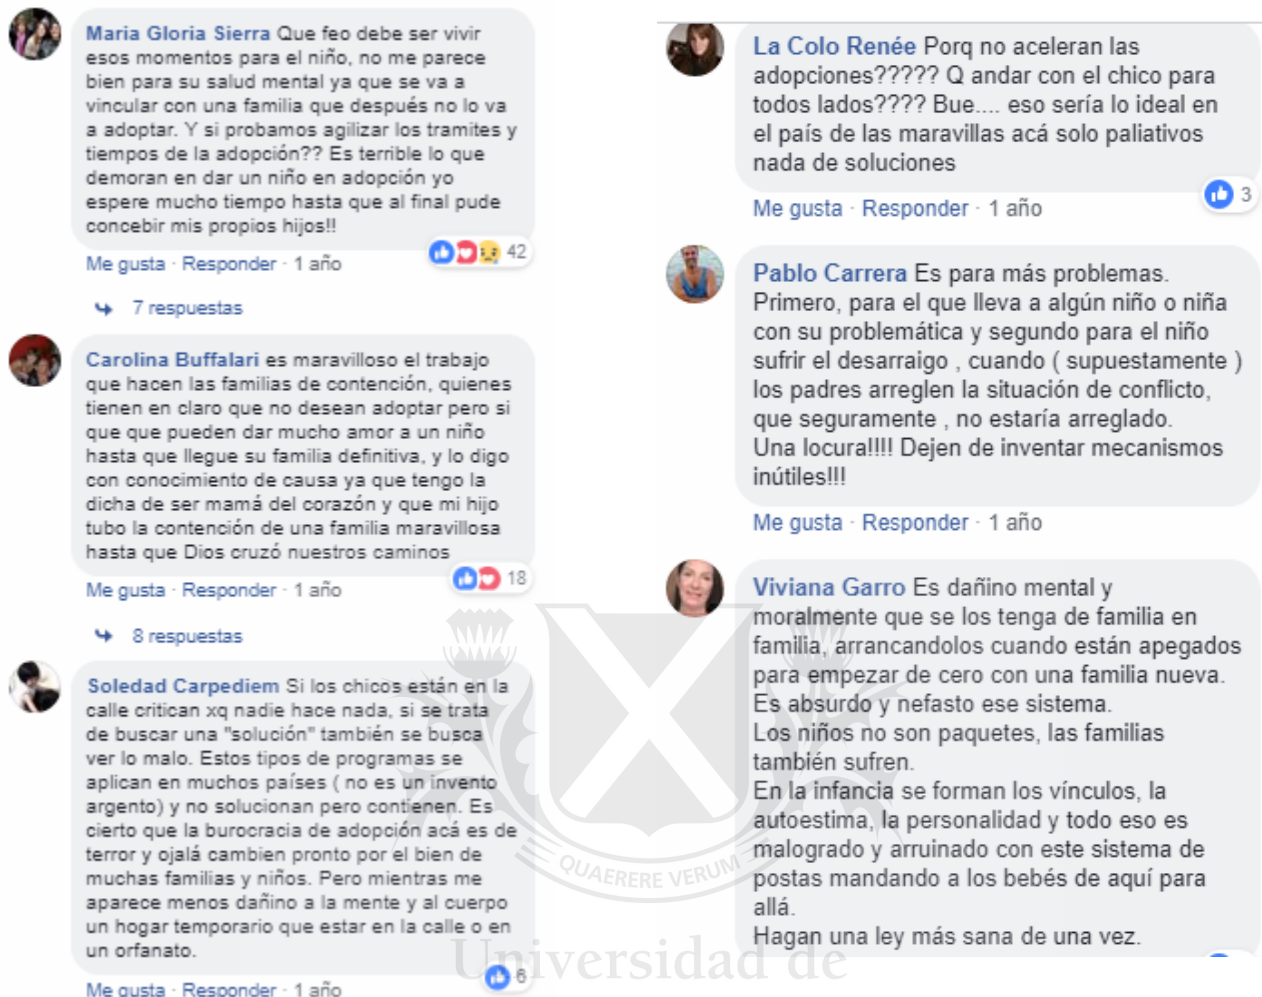 Maria Gloria Sierra Que feo debe ser vivir
esos momentos para el niño, no me parece
bien para su salud mental ya que se va a
vincular con una familia que después no lo va
a adoptar. Y si probamos agilizar los tramites y
tiempos de la adopción?? Es terrible lo que
demoran en dar un niño en adopción yo
espere mucho tiempo hasta que al final pude
concebir mis propios hijos!!
42
Me gusta · Responder · 1 año
7 respuestas
Carolina Buffalari es maravilloso el trabajo
que hacen las familias de contención, quienes
tienen en claro que no desean adoptar pero si
que que pueden dar mucho amor a un niño
hasta que llegue su familia definitiva, y lo digo
con conocimiento de causa ya que tengo la
dicha de ser mamá del corazón y que mi hijo
tubo la contención de una familia maravillosa
hasta que Dios cruzó nuestros caminos
18
Me gusta · Responder · 1 año
8 respuestas
Soledad Carpediem Si los chicos están en la
calle critican xq nadie hace nada, si se trata
de buscar una "solución" también se busca
ver lo malo. Estos tipos de programas se
aplican en muchos países ( no es un invento
argento) y no solucionan pero contienen. Es
cierto que la burocracia de adopción acá es de
terror y ojalá cambien pronto por el bien de
muchas familias y niños. Pero mientras me
aparece menos dañino a la mente y al cuerpo
un hogar temporario que estar en la calle o en
un orfanato.
6
Me gusta · Responder · 1 año
La Colo Renée Porq no aceleran las
adopciones????? Q andar con el chico para
todos lados???? Bue.... eso sería lo ideal en
el país de las maravillas acá solo paliativos
nada de soluciones
3
Me gusta · Responder · 1 año
Pablo Carrera Es para más problemas.
Primero, para el que lleva a algún niño o niña
con su problemática y segundo para el niño
sufrir el desarraigo , cuando ( supuestamente )
los padres arreglen la situación de conflicto,
que seguramente , no estaría arreglado.
Una locura!!!! Dejen de inventar mecanismos
inútiles!!!
Me gusta · Responder · 1 año
Viviana Garro Es dañino mental y
moralmente que se los tenga de familia en
familia, arrancandolos cuando están apegados
para empezar de cero con una familia nueva.
Es absurdo y nefasto ese sistema.
Los niños no son paquetes, las familias
también sufren.
En la infancia se forman los vínculos, la
autoestima, la personalidad y todo eso es
malogrado y arruinado con este sistema de
postas mandando a los bebés de aquí para
allá.
Hagan una ley más sana de una vez.
QUAERERE VERUM
Universidad de